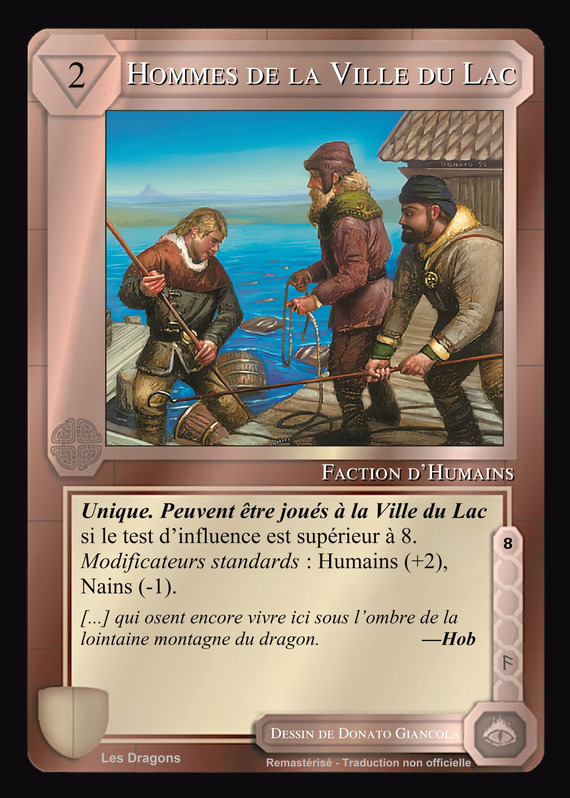 2
HOMMES DE LA VILLE DU LAC
DONATO 96
FACTION D'HUMAINS
Unique. Peuvent être joués à la Ville du Lac
si le test d'influence est supérieur à 8.
Modificateurs standards : Humains (+2),
Nains (-1).
[...] qui osent encore vivre ici sous l'ombre de la
lointaine montagne du dragon. —Hob
8
ᚩ
DESSIN DE DONATO GIANCOLA
Les Dragons
Remastérisé - Traduction non officielle